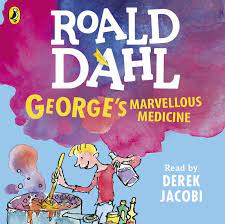 ROALD
DAHL
GEORGE'S MARVELLOUS
MEDICINE
Read by
DEREK
JACOBI